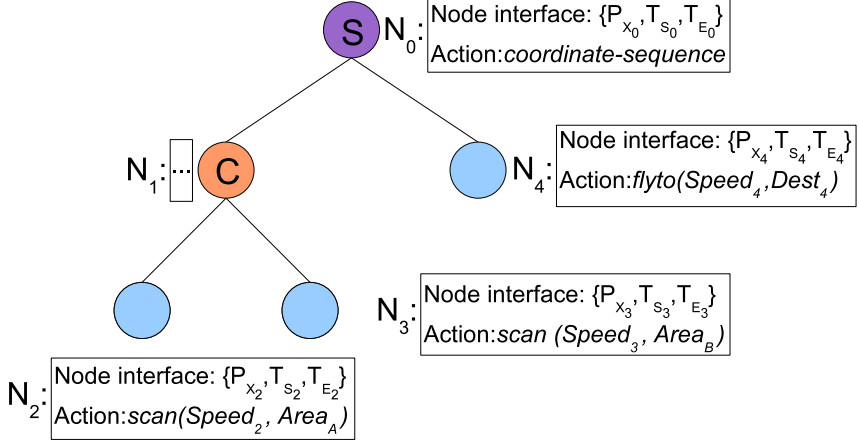 S
N0:
Node interface: {PX0,TS0,TE0}
Action:coordinate-sequence
N1:
...
C
N4:
Node interface: {PX4,TS4,TE4}
Action:flyto(Speed4,Dest4)
N3:
Node interface: {PX3,TS3,TE3}
Action:scan (Speed3, AreaB)
N2:
Node interface: {PX2,TS2,TE2}
Action:scan(Speed2, AreaA)